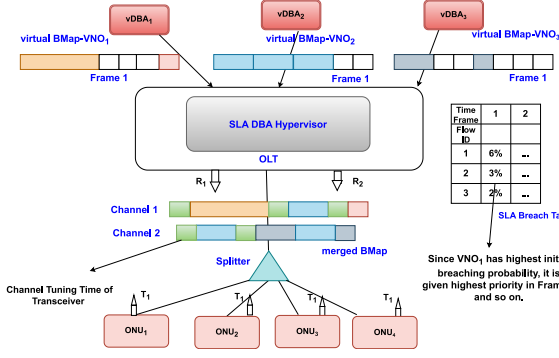 vDBA1
vDBA2
vDBA3
virtual BMap-VNO1
virtual BMap-VNO2
virtual BMap-VNO3
Frame 1
Frame 1
Frame 1
SLA DBA Hypervisor
OLT
R1
R2
Time Frame 1 2
Flow ID
1 6% ...
2 3% ...
3 2% ...
SLA Breach Ta
Channel 1
Channel 2
merged BMap
Splitter
Channel Tuning Time of
Transceiver
Since VNO1 has highest init
breaching probability, it is
given highest priority in Fram
and so on.
T1
T1
T1
T1
ONU1
ONU2
ONU3
ONU4